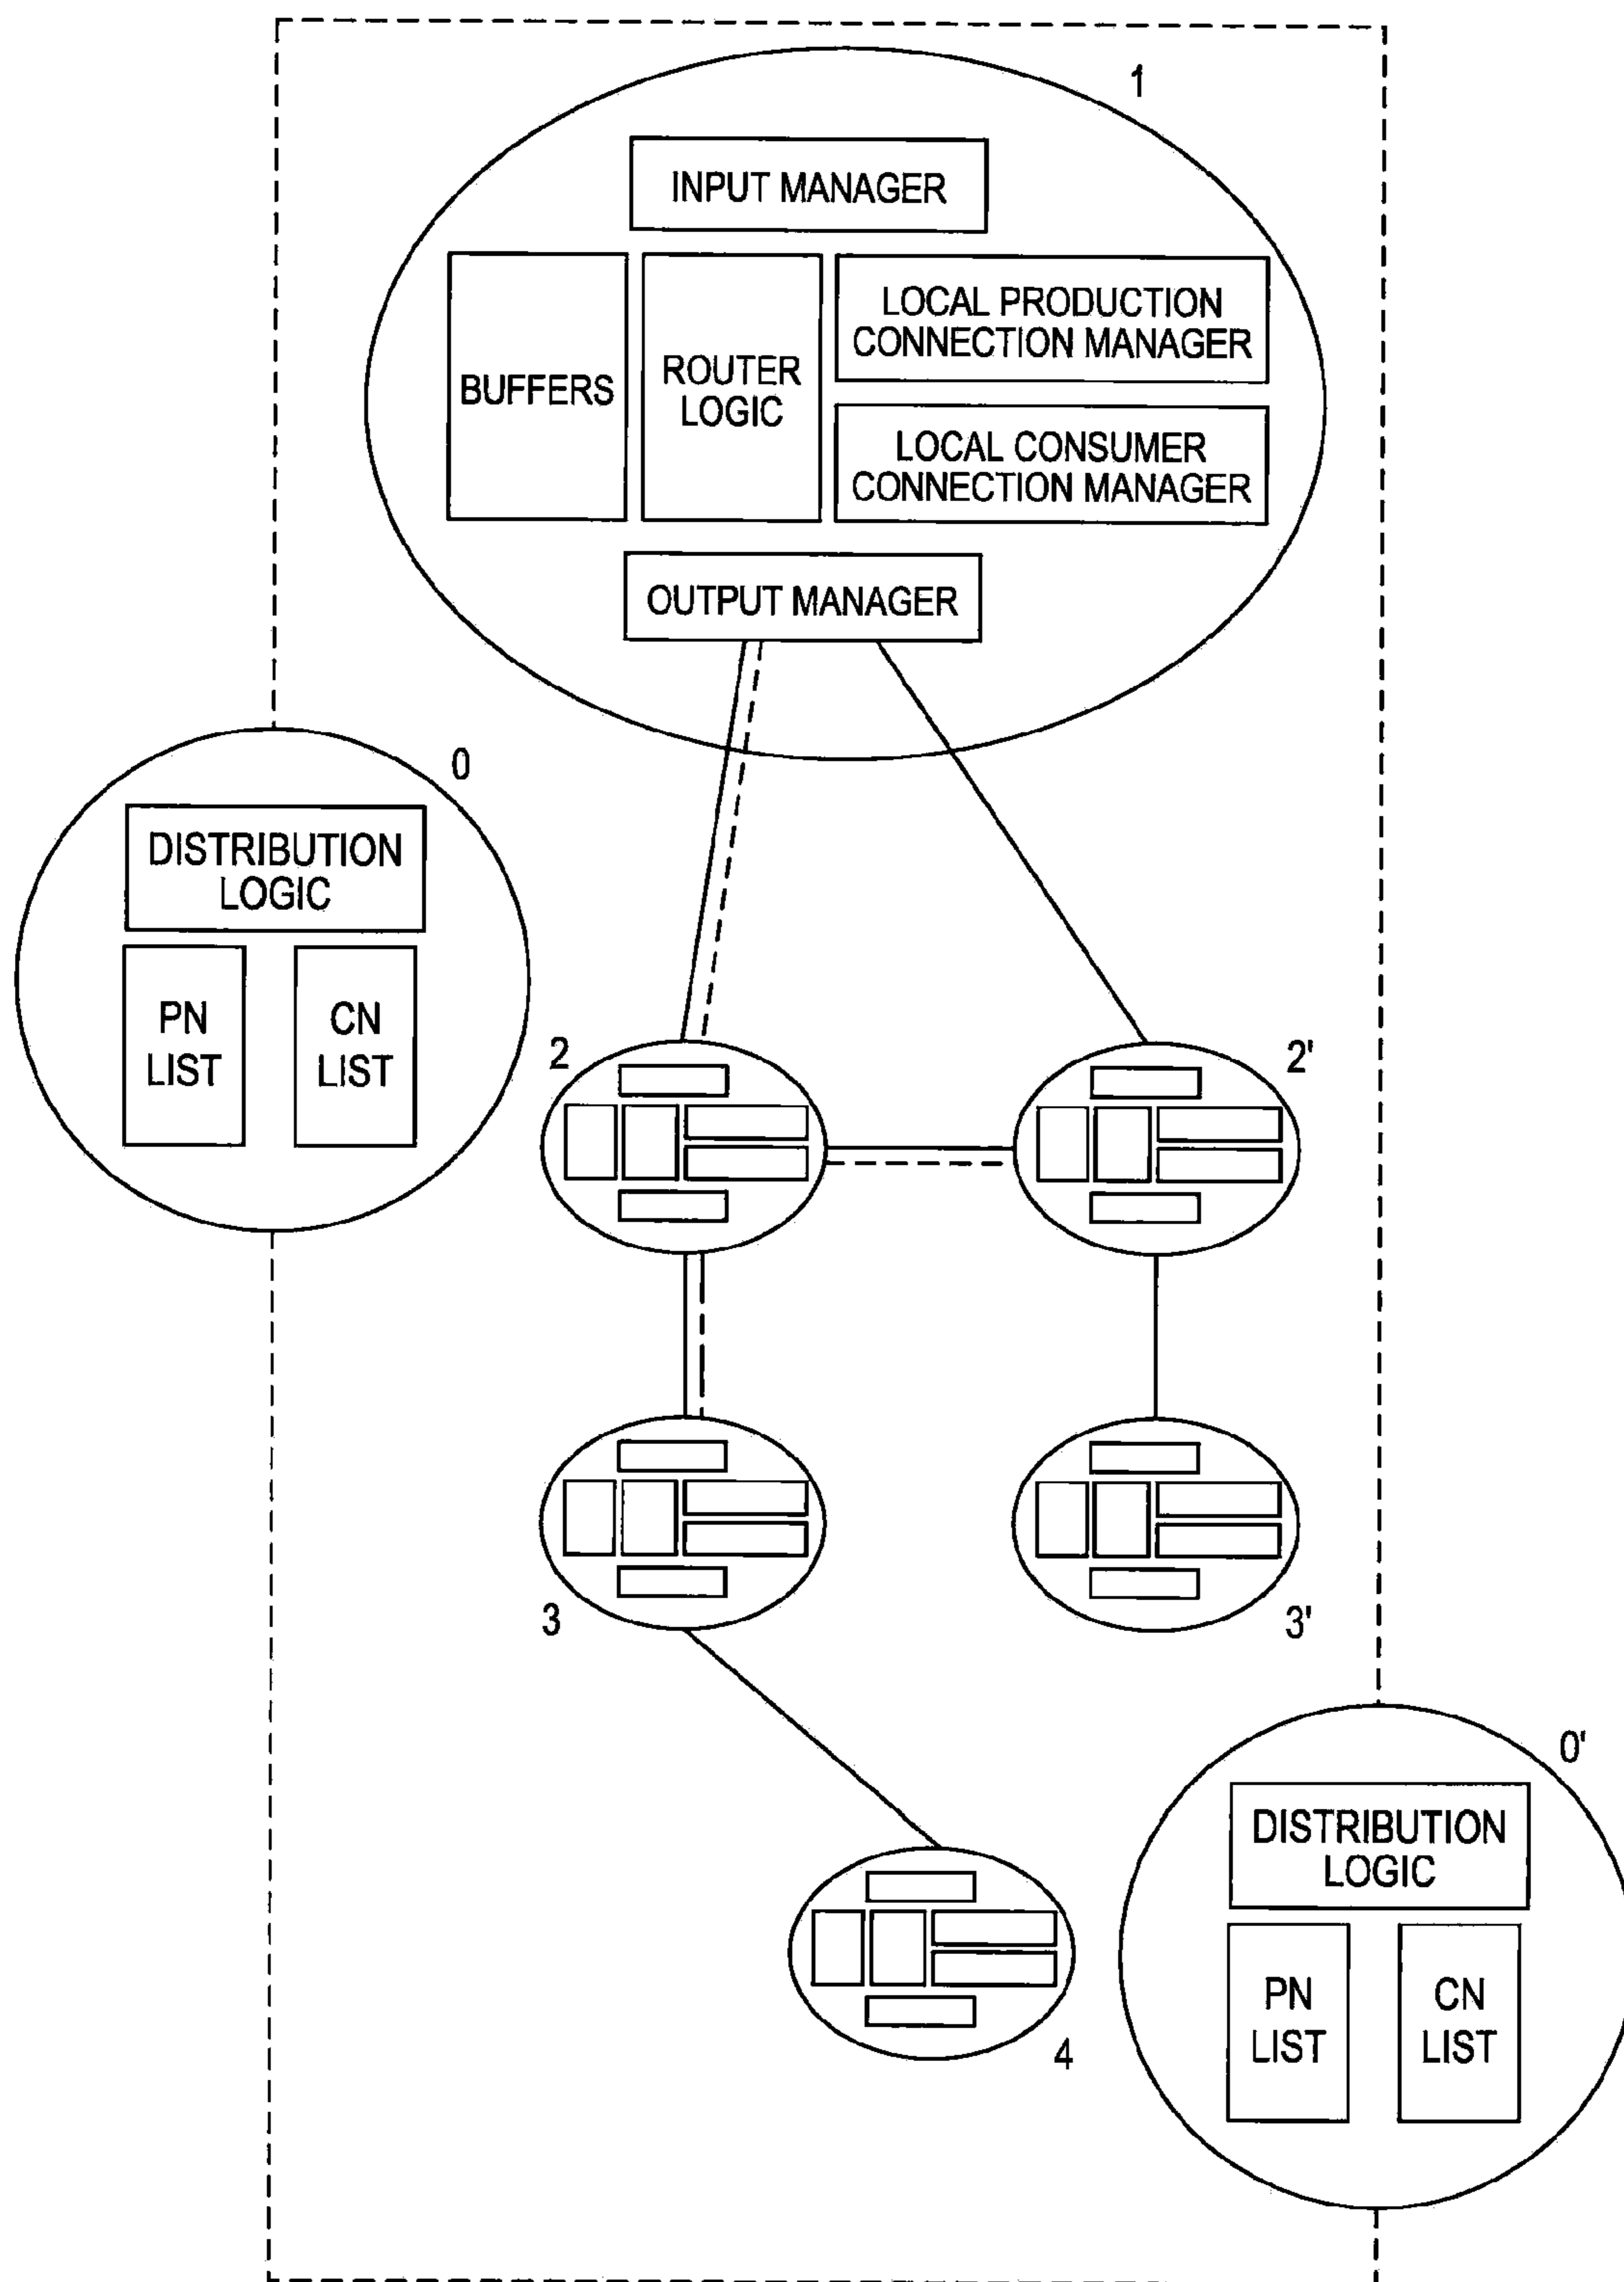 1
INPUT MANAGER
BUFFERS
ROUTER
LOGIC
LOCAL PRODUCTION
CONNECTION MANAGER
LOCAL CONSUMER
CONNECTION MANAGER
OUTPUT MANAGER
0
DISTRIBUTION
LOGIC
PN
LIST
CN
LIST
2
2'
3
3'
0'
DISTRIBUTION
LOGIC
PN
LIST
CN
LIST
4